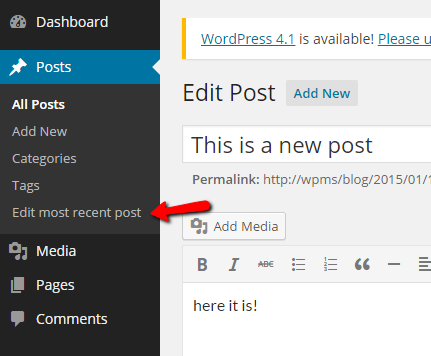 Dashboard
Posts
All Posts
Add New
Categories
Tags
Edit most recent post
Media
Pages
Comments
WordPress 4.1 is available! Please u
Edit Post Add New
This is a new post
Permalink: http://wpms/blog/2015/01/1
Add Media
B I ABC
here it is!